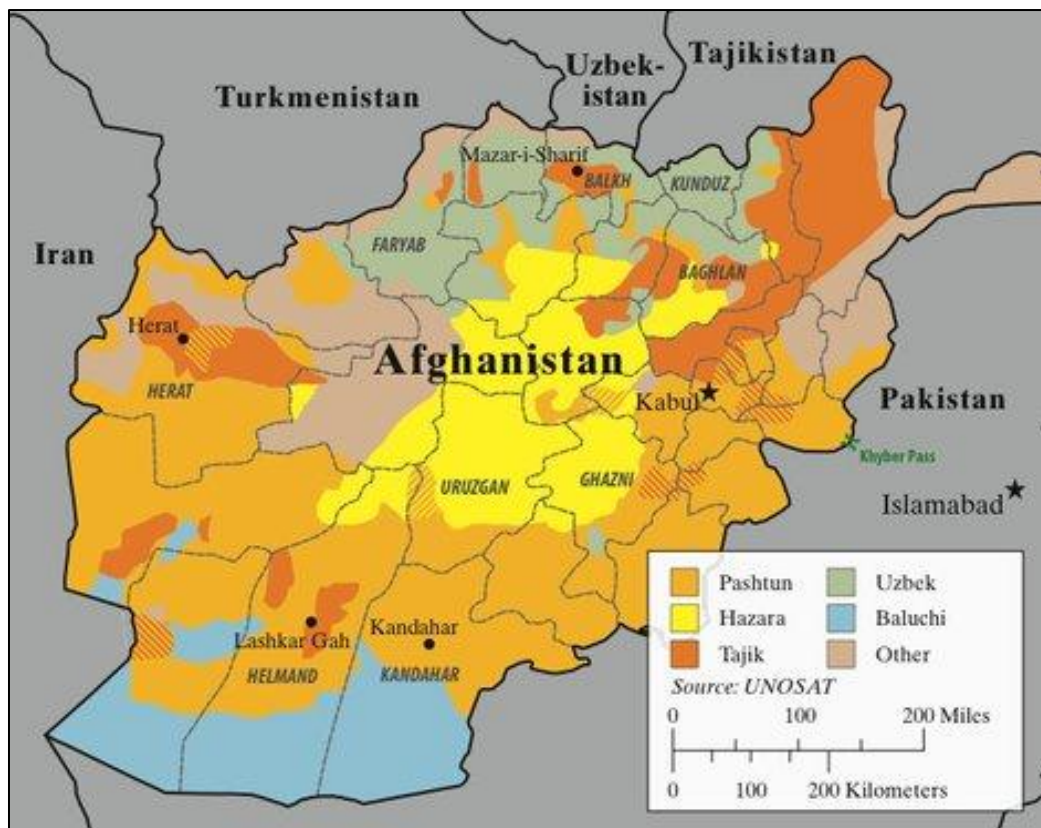 Turkmenistan
Uzbek-
istan
Tajikistan
Iran
Mazar-i-Sharif
BALKH
KUNDUZ
FARYAB
BAGHLAN
Herat
HERAT
Afghanistan
Kabul
Pakistan
Khyber Pass
Islamabad
URUZGAN
GHAZNI
Lashkar Gah
Kandahar
HELMAND
KANDAHAR
Pashtun
Uzbek
Hazara
Baluchi
Tajik
Other
Source: UNOSAT
0 100 200 Miles
0 100 200 Kilometers